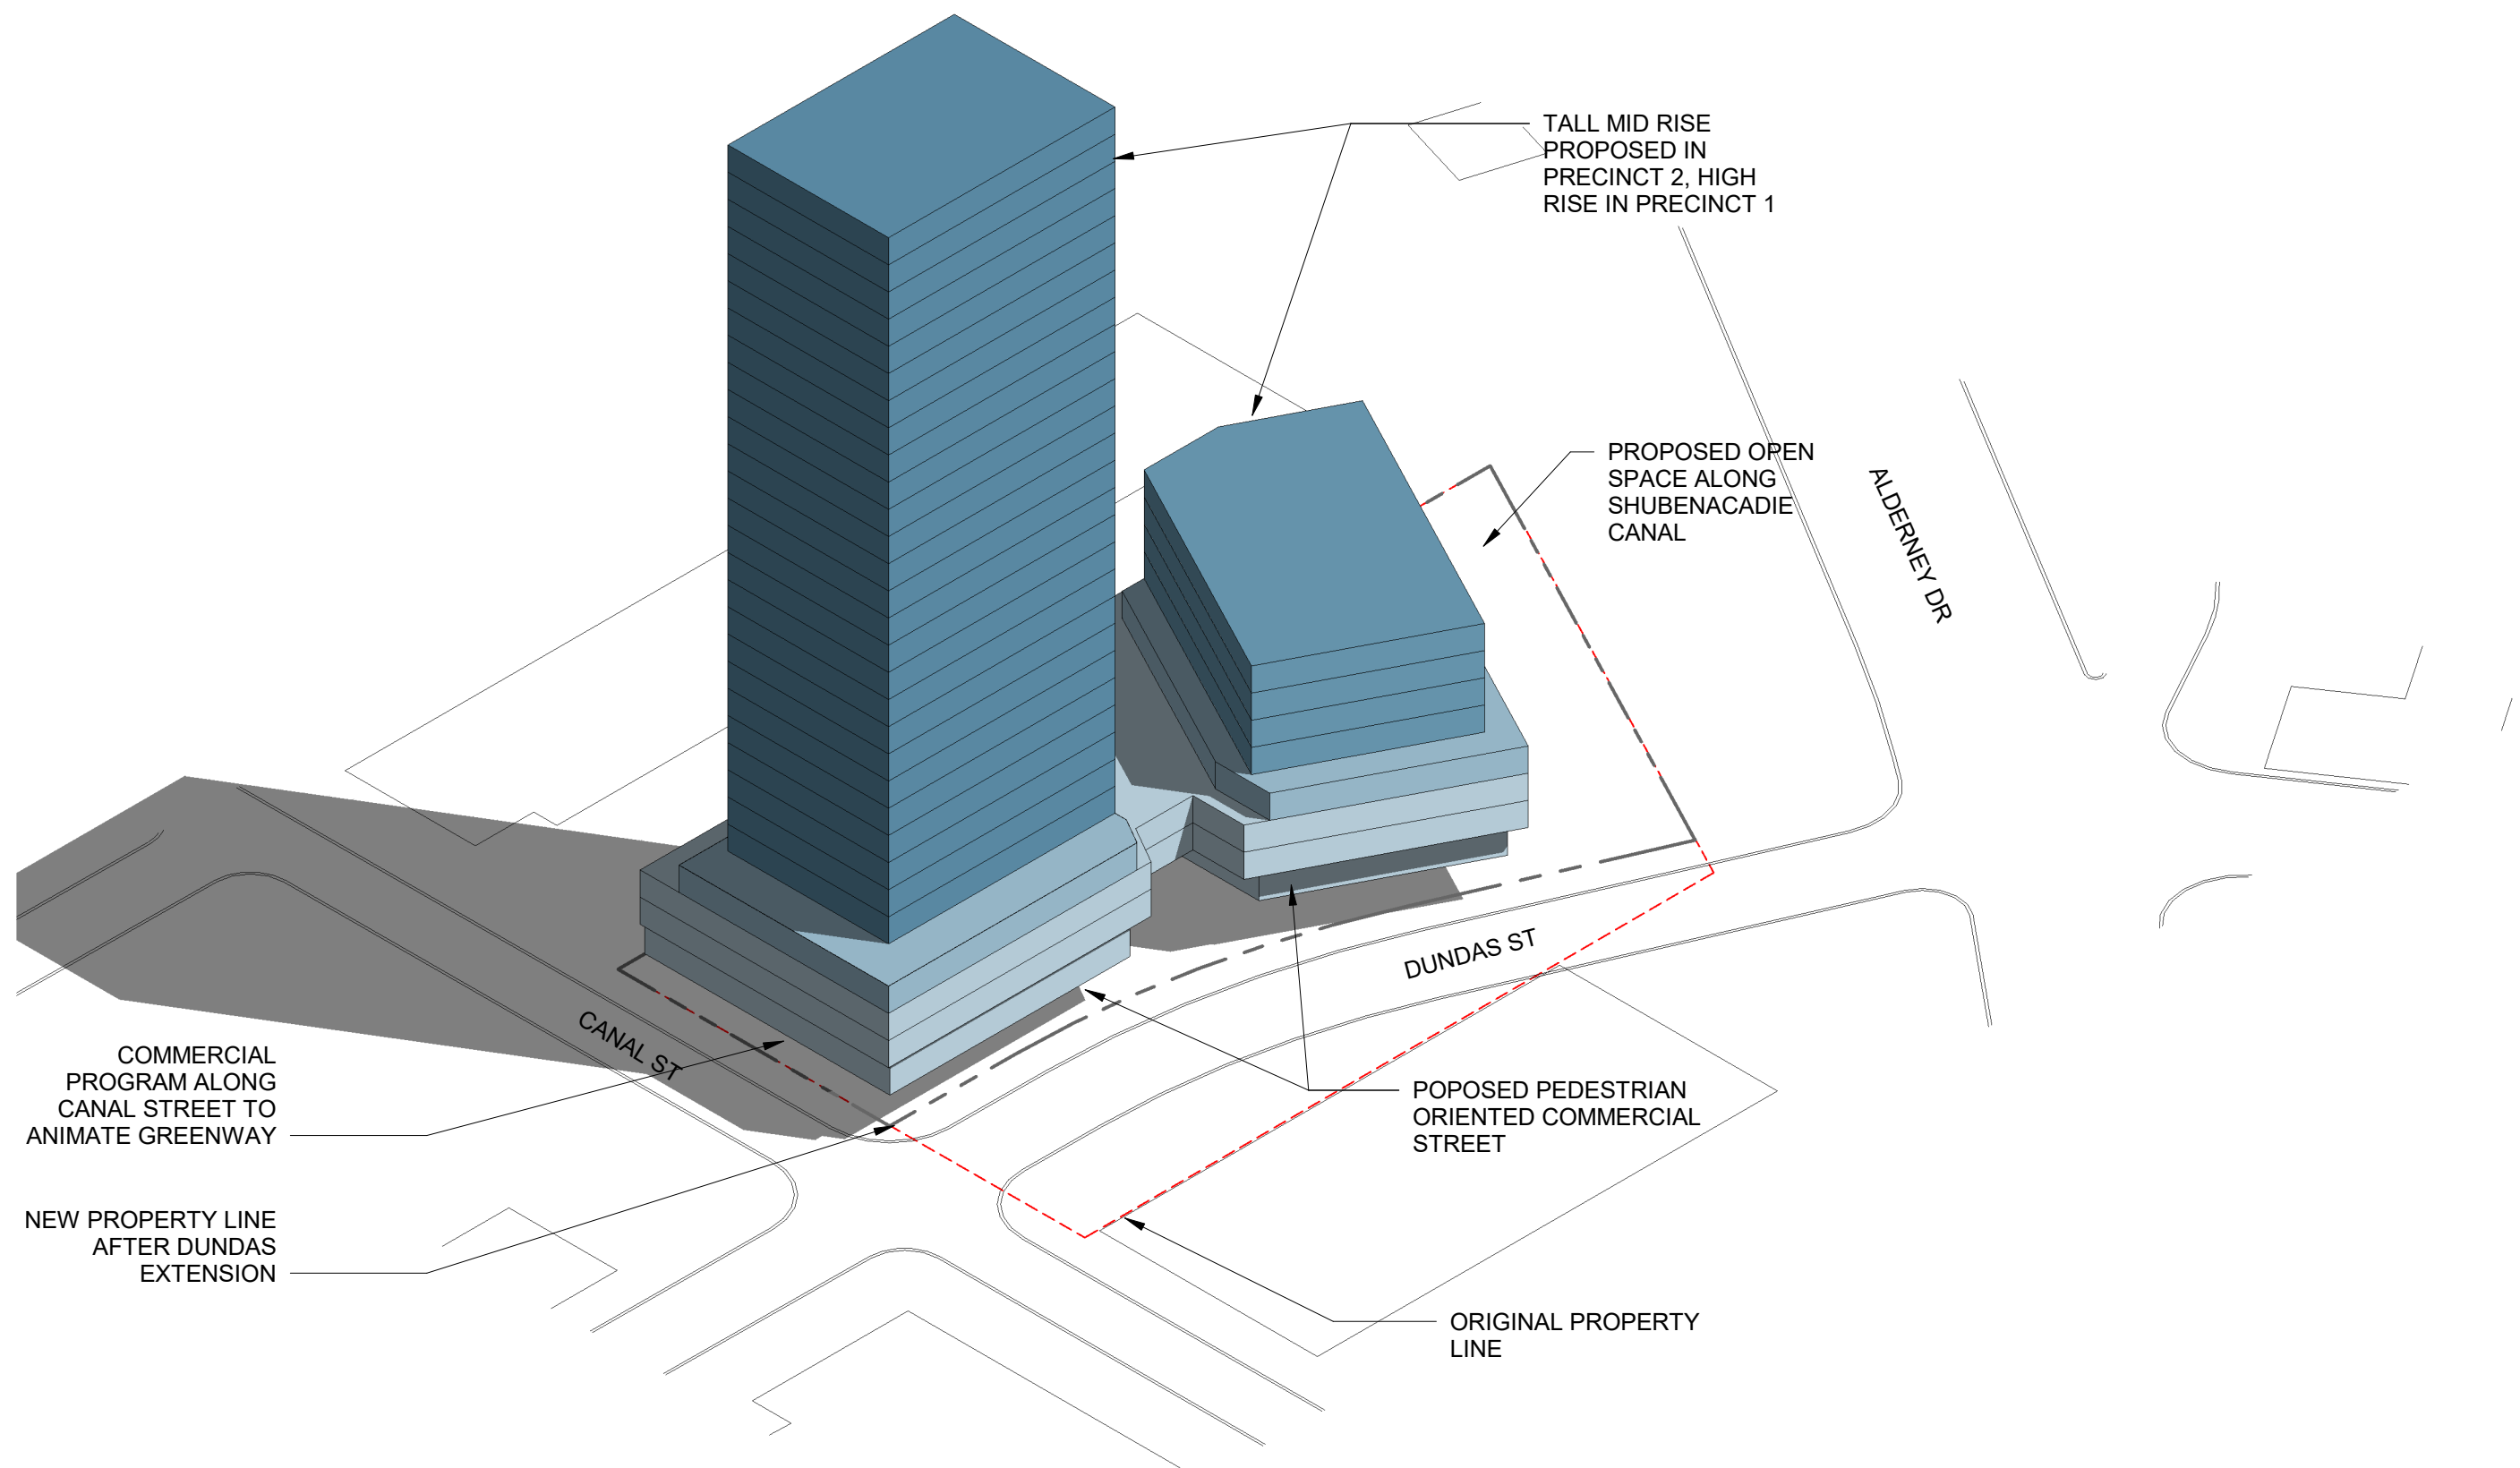 TALL MID RISE
PROPOSED IN
PRECINCT 2, HIGH
RISE IN PRECINCT 1
PROPOSED OPEN
SPACE ALONG
SHUBENACADIE
CANAL
ALDERNEY DR
DUNDAS ST
CANAL ST
COMMERCIAL
PROGRAM ALONG
CANAL STREET TO
ANIMATE GREENWAY
POPOSED PEDESTRIAN
ORIENTED COMMERCIAL
STREET
NEW PROPERTY LINE
AFTER DUNDAS
EXTENSION
ORIGINAL PROPERTY
LINE